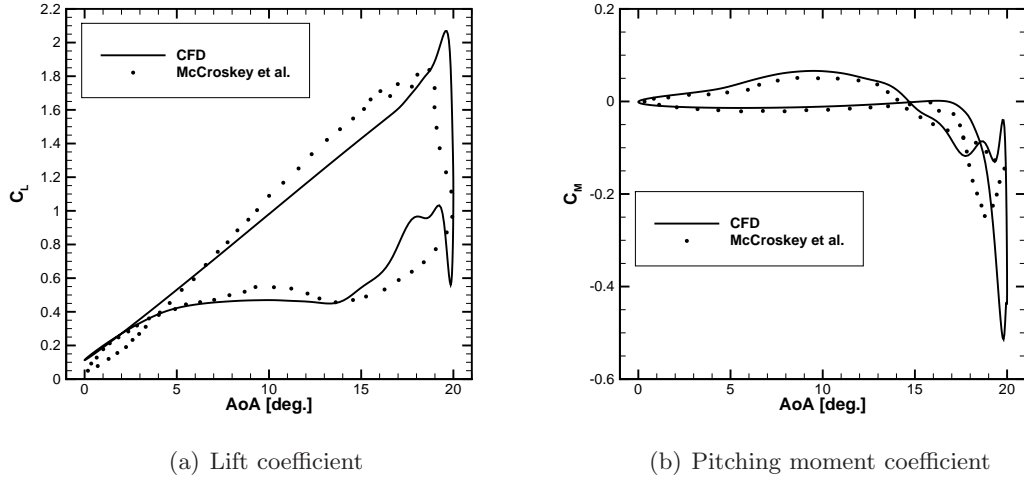 2.2
2
1.8
1.6
1.4
1.2
1
0.8
0.6
0.4
0.2
0
C_L
CFD
McCroskey et al.
0 5 10 15 20
AoA [deg.]
(a) Lift coefficient
0.2
0
-0.2
-0.4
-0.6
C_M
CFD
McCroskey et al.
0 5 10 15 20
AoA [deg.]
(b) Pitching moment coefficient